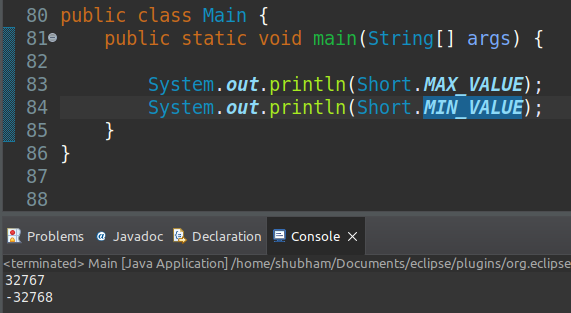 80 public class Main {
81 public static void main(String[] args) {
82
83 System.out.println(Short.MAX_VALUE);
84 System.out.println(Short.MIN_VALUE);
85 }
86 }
87
88
Problems @ Javadoc Declaration Console
<terminated> Main [Java Application] /home/shubham/Documents/eclipse/plugins/org.eclipse
32767
-32768